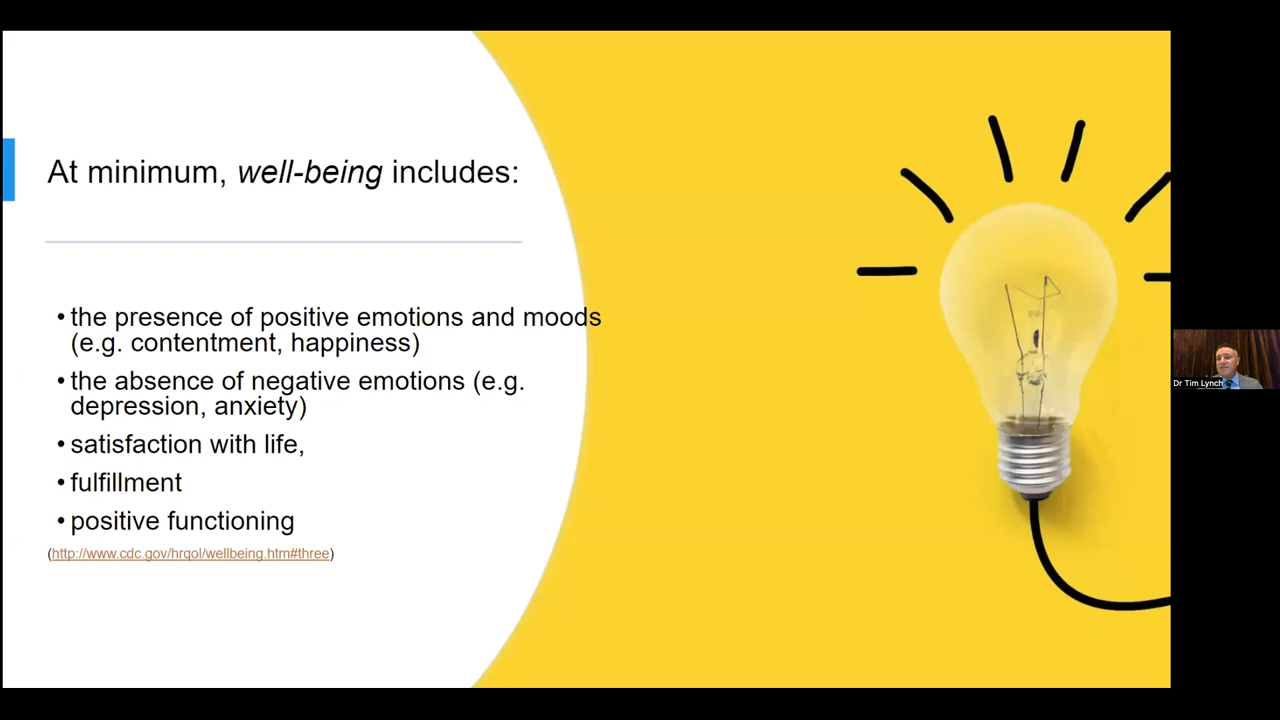 At minimum, well-being includes:
• the presence of positive emotions and moods
(e.g. contentment, happiness)
• the absence of negative emotions (e.g.
depression, anxiety)
• satisfaction with life,
• fulfillment
• positive functioning
(http://www.cdc.gov/hrqol/wellbeing.htm#three)
Dr Tim Lynch